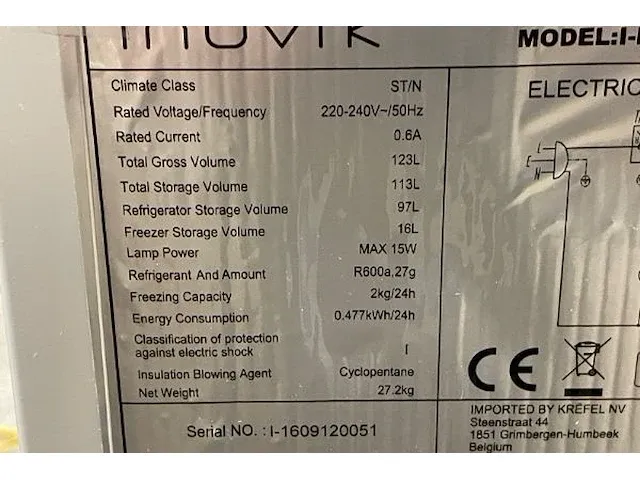 inovik
MODEL:I-
Climate Class ST/N
Rated Voltage/Frequency 220-240V~/50Hz
Rated Current 0.6A
Total Gross Volume 123L
Total Storage Volume 113L
Refrigerator Storage Volume 97L
Freezer Storage Volume 16L
Lamp Power MAX 15W
Refrigerant And Amount R600a,27g
Freezing Capacity 2kg/24h
Energy Consumption 0.477kWh/24h
Classification of protection
against electric shock I
Insulation Blowing Agent Cyclopentane
Net Weight 27.2kg
Serial NO. : I-1609120051
ELECTRIC
L
E
N
CE
IMPORTED BY KREFEL NV
Steenstraat 44
1851 Grimbergen-Humbeek
Belgium